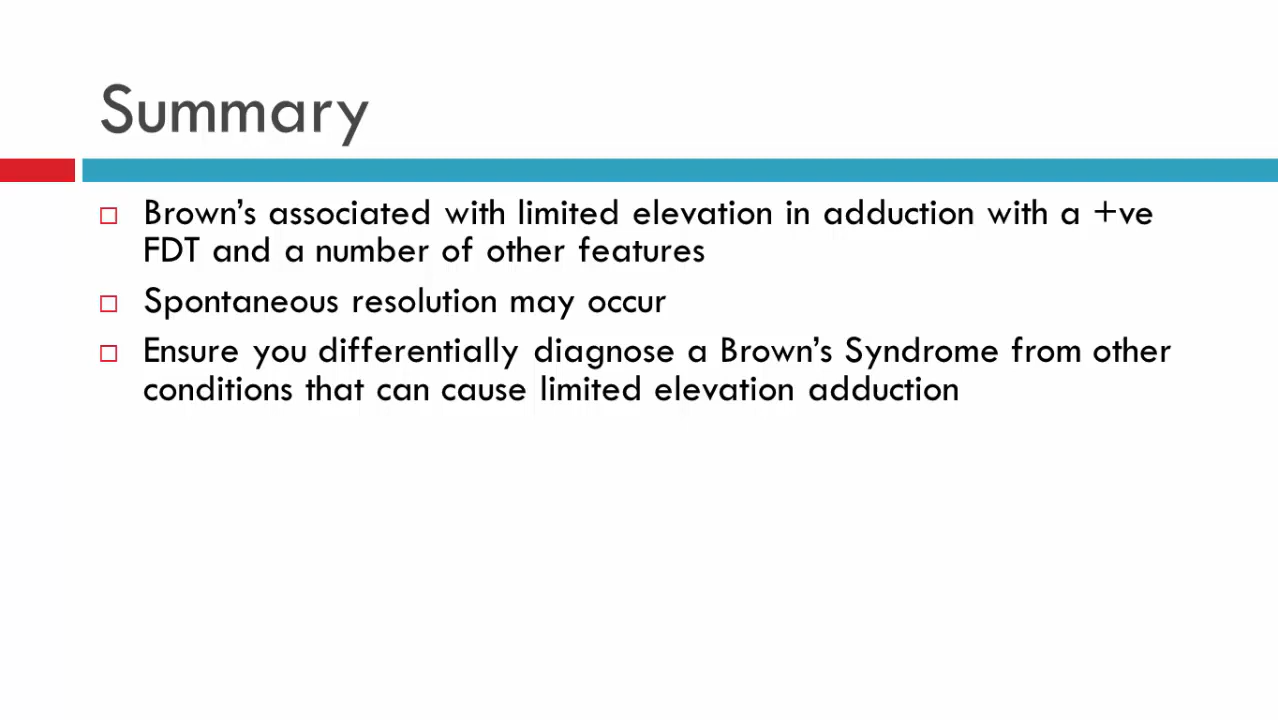 Summary
Brown’s associated with limited elevation in adduction with a +ve
FDT and a number of other features
Spontaneous resolution may occur
Ensure you differentially diagnose a Brown’s Syndrome from other
conditions that can cause limited elevation adduction